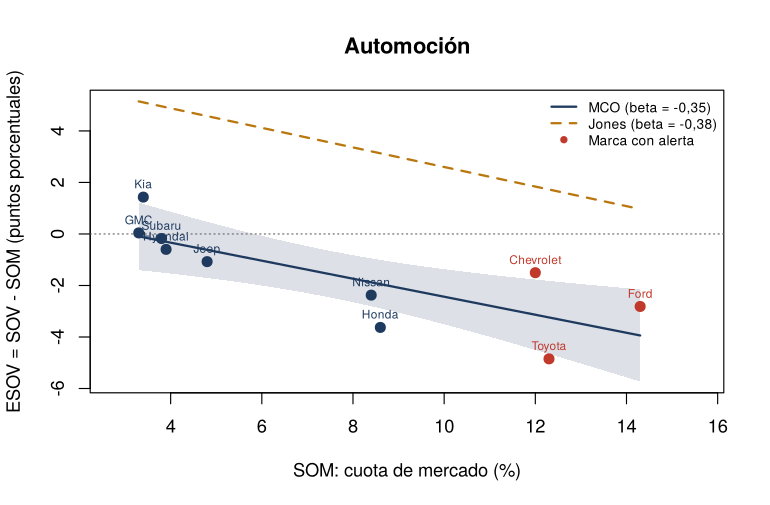 Automoción
ESOV = SOV - SOM (puntos porcentuales)
4
2
0
-2
-4
-6
MCO (beta = -0,35)
Jones (beta = -0,38)
Marca con alerta
Kia
GMC
Subaru
Hyundai
Jeep
Nissan
Honda
Chevrolet
Ford
Toyota
4 6 8 10 12 14 16
SOM: cuota de mercado (%)